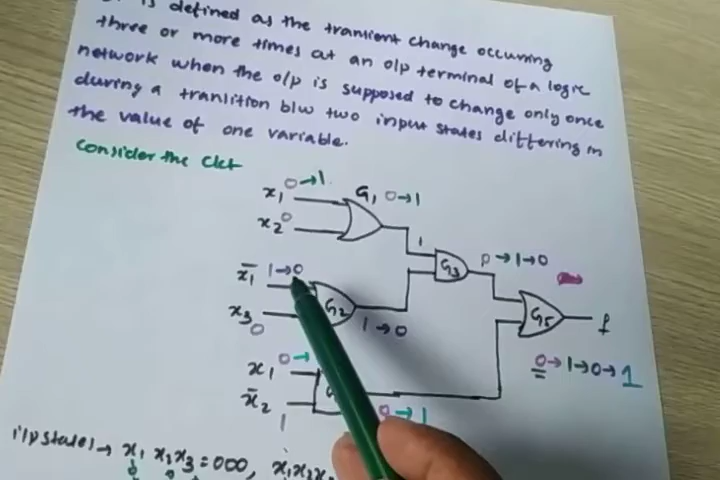 is defined as the transient change occurring
three or more times at an o/p terminal of a logic
network when the o/p is supposed to change only once
during a transition b/w two input states differing in
the value of one variable.
Consider the Ckt
x₁ 0→1 G₁ 0→1
x₂ 0
1 G₃ 0→1→0
x̄₁ 1→0
G₂ G₅ f
x₃ 0 1→0
0→1→0→1
x₁ 0→
x̄₂ 1 0→1
i/p states → x₁ x₂ x₃ = 000, x₁x₂x